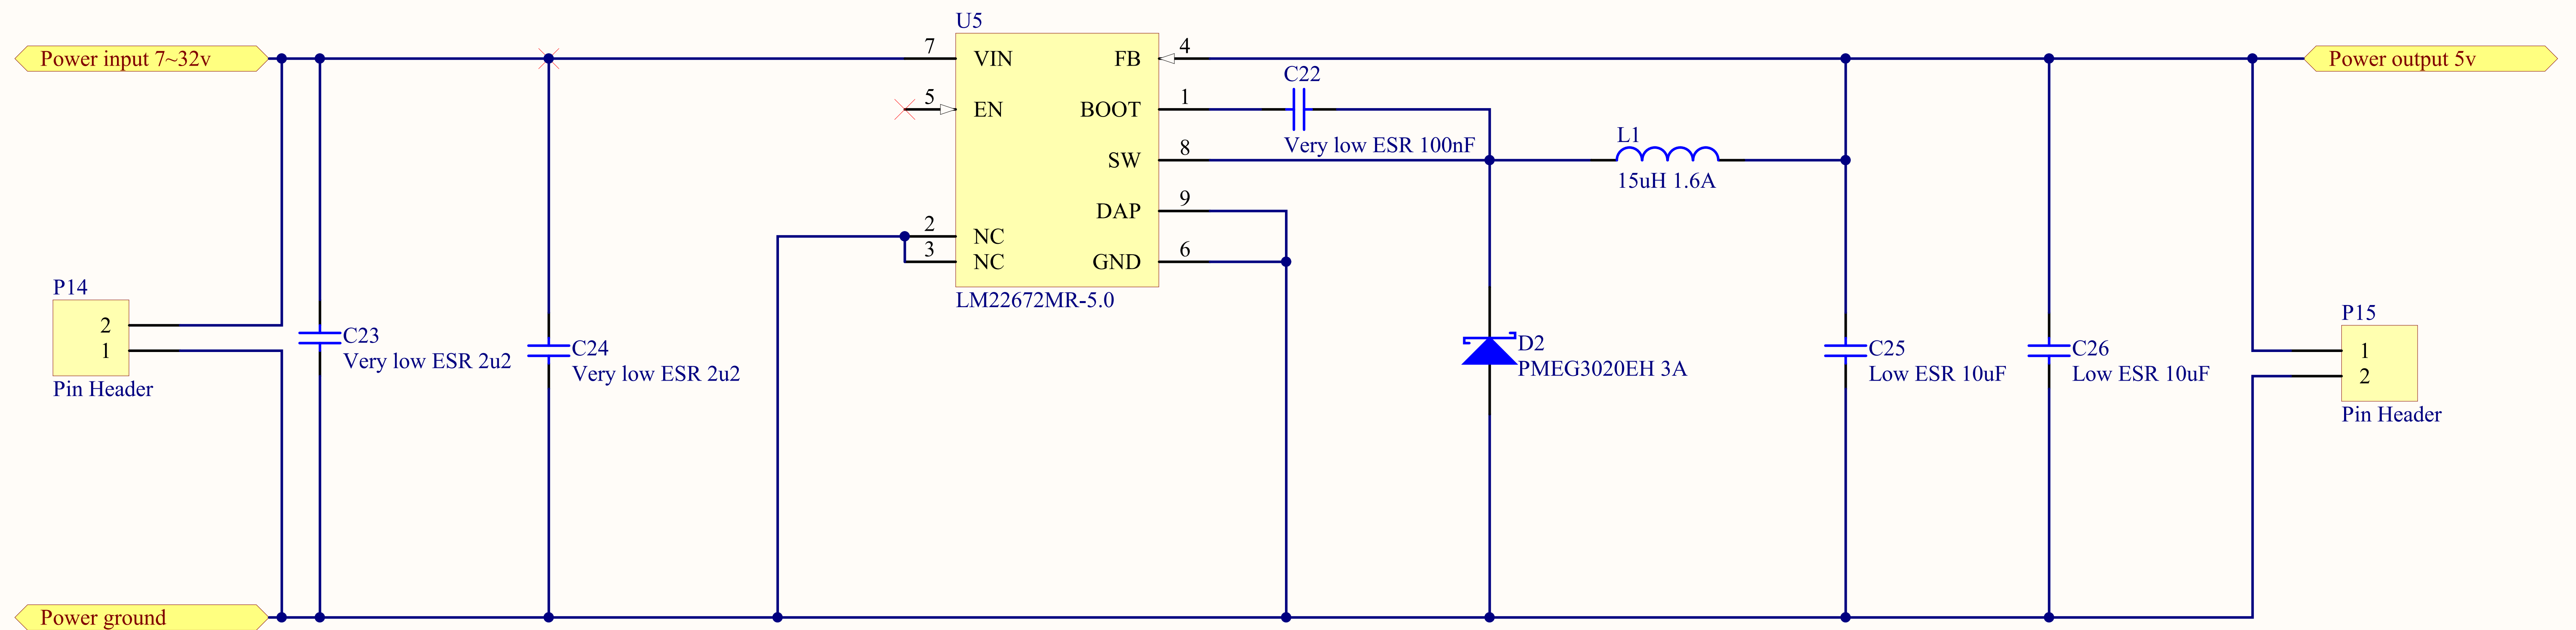 U5
Power input 7~32v
7
VIN
FB
4
Power output 5v
C22
5
EN
BOOT
1
Very low ESR 100nF
L1
SW
8
15uH 1.6A
DAP
9
2
NC
3
NC
GND
6
LM22672MR-5.0
P14
2
1
Pin Header
C23
Very low ESR 2u2
C24
Very low ESR 2u2
D2
PMEG3020EH 3A
C25
Low ESR 10uF
C26
Low ESR 10uF
P15
1
2
Pin Header
Power ground